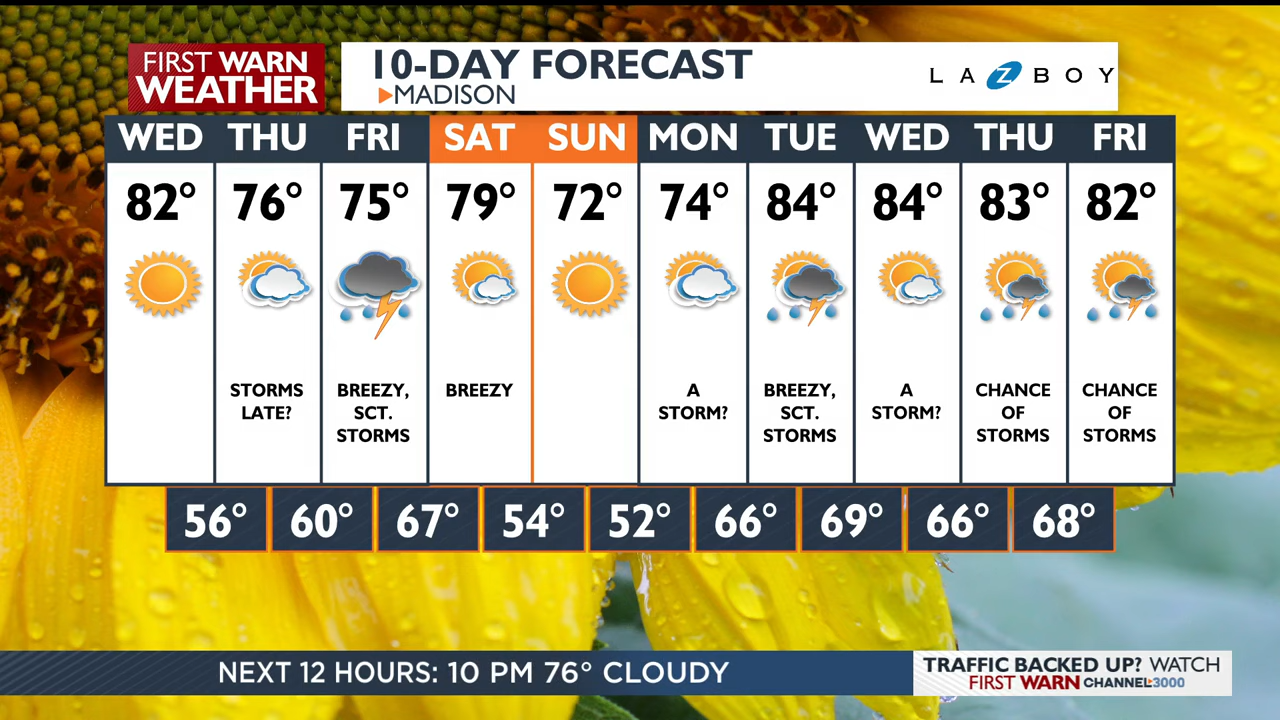 FIRST WARN
WEATHER
10-DAY FORECAST
MADISON
LA Z BOY
WED THU FRI SAT SUN MON TUE WED THU FRI
82° 76° 75° 79° 72° 74° 84° 84° 83° 82°
STORMS
LATE?
BREEZY,
SCT.
STORMS
BREEZY
A
STORM?
BREEZY,
SCT.
STORMS
A
STORM?
CHANCE
OF
STORMS
CHANCE
OF
STORMS
56° 60° 67° 54° 52° 66° 69° 66° 68°
NEXT 12 HOURS: 10 PM 76° CLOUDY
TRAFFIC BACKED UP? WATCH
FIRST WARN CHANNEL3000